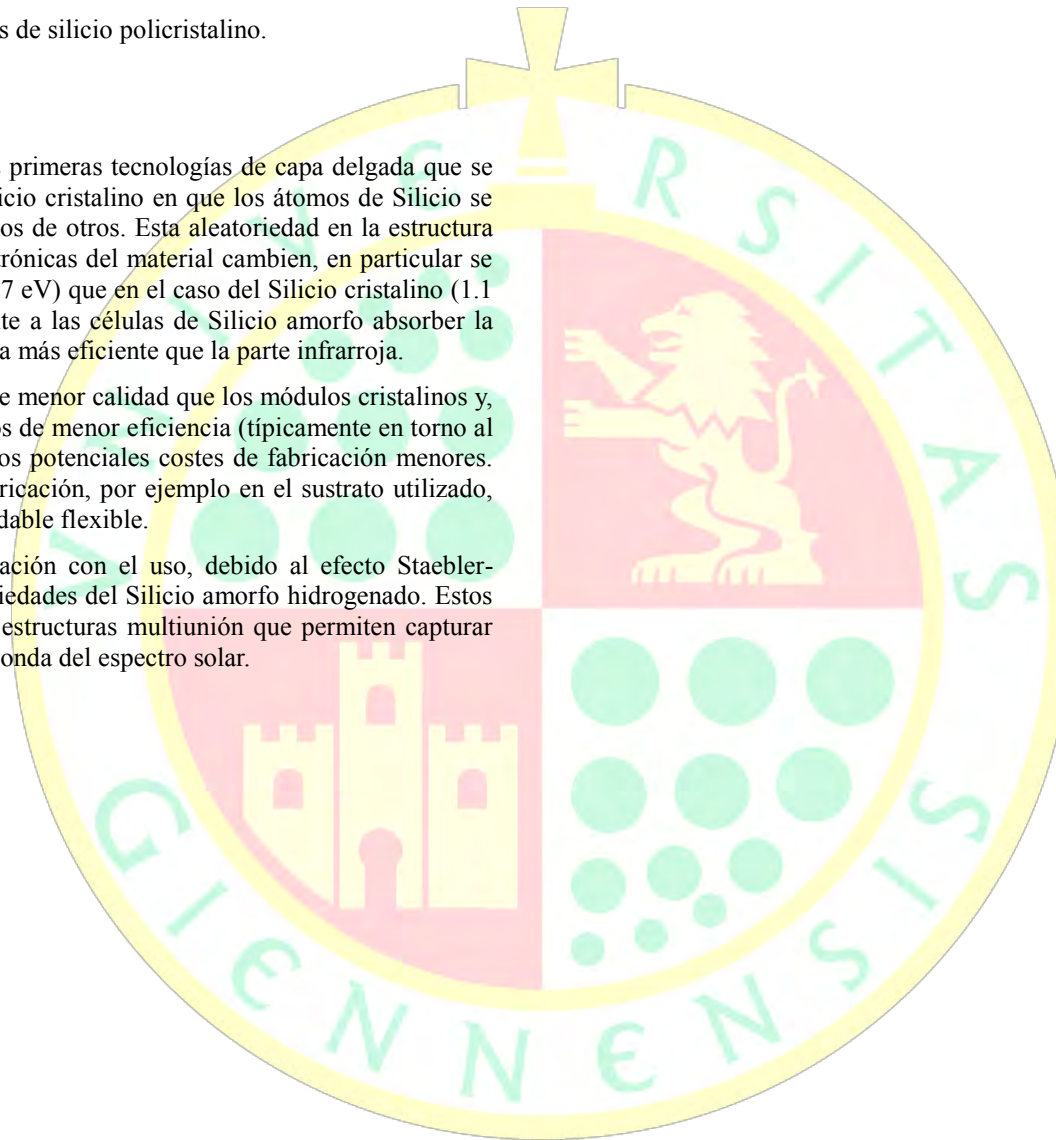 s de silicio policristalino.
primeras tecnologías de capa delgada que se
icio cristalino en que los átomos de Silicio se
os de otros. Esta aleatoriedad en la estructura
trónicas del material cambien, en particular se
7 eV) que en el caso del Silicio cristalino (1.1
te a las células de Silicio amorfo absorber la
a más eficiente que la parte infrarroja.
e menor calidad que los módulos cristalinos y,
os de menor eficiencia (típicamente en torno al
os potenciales costes de fabricación menores.
ricación, por ejemplo en el sustrato utilizado,
dable flexible.
ación con el uso, debido al efecto Staebler-
iedades del Silicio amorfo hidrogenado. Estos
estructuras multiunión que permiten capturar
onda del espectro solar.
VNIVERSITAS
GIENNENSIS